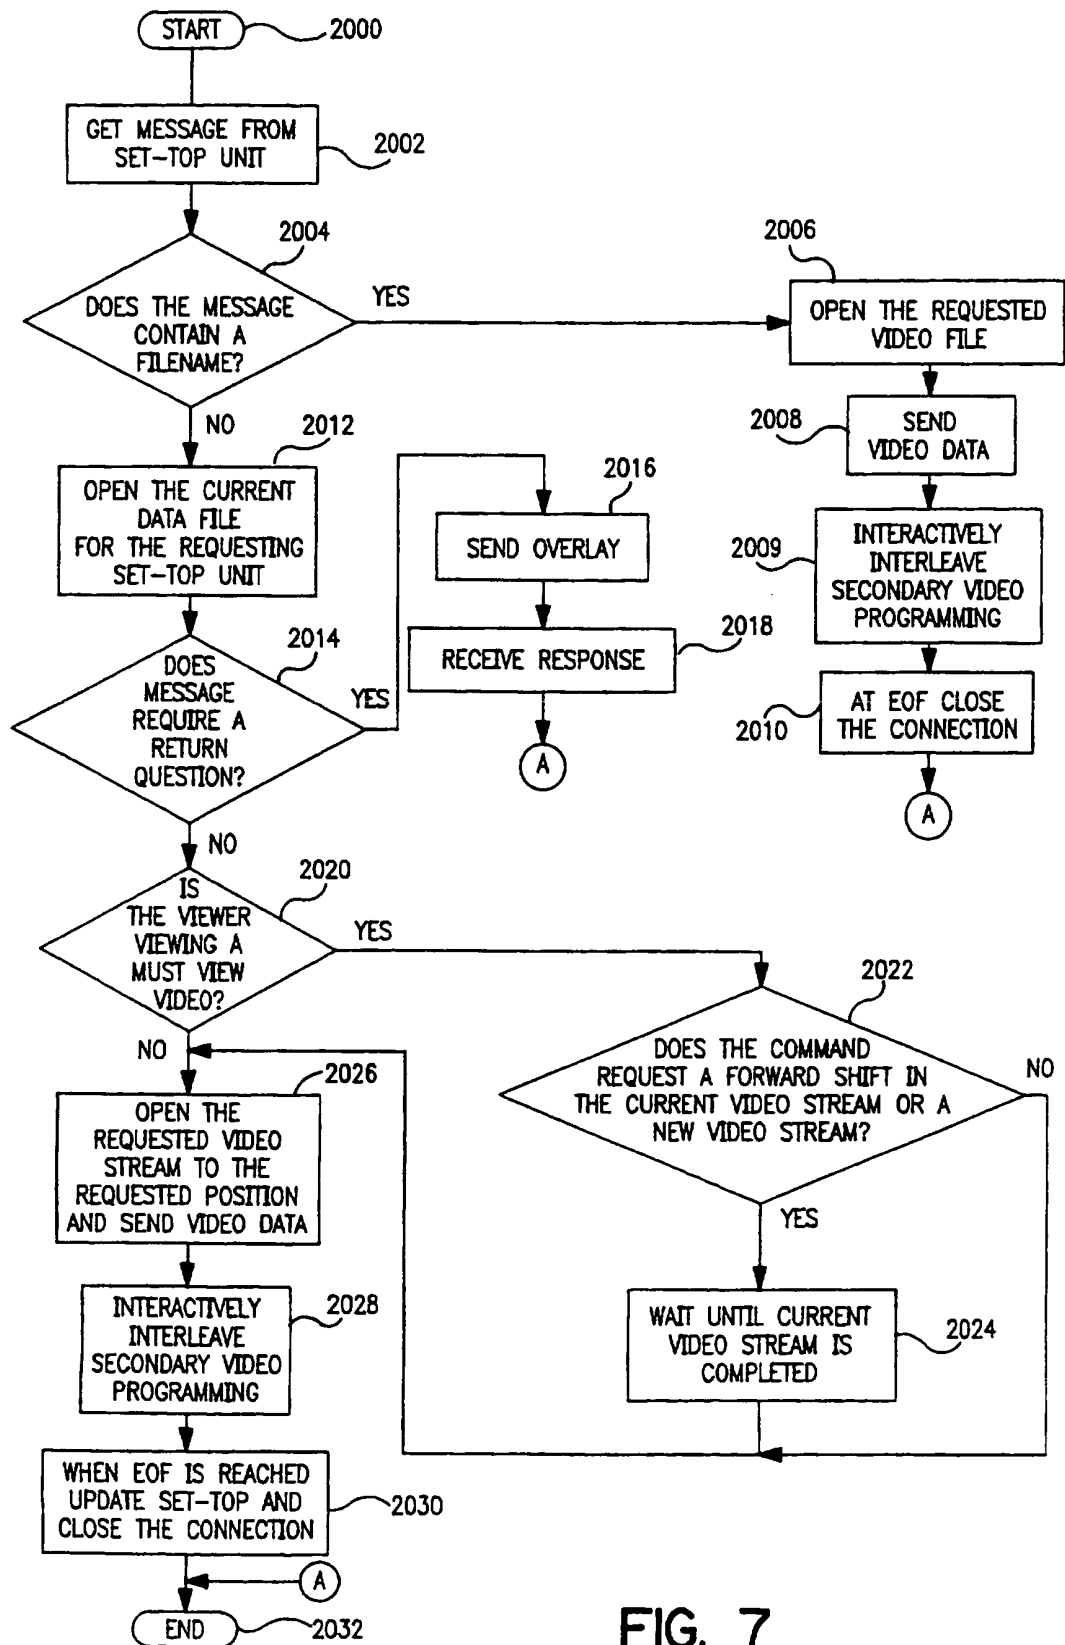 START
2000
GET MESSAGE FROM
SET-TOP UNIT
2002
2004
DOES THE MESSAGE
CONTAIN A
FILENAME?
YES
2006
OPEN THE REQUESTED
VIDEO FILE
NO
2008
SEND
VIDEO DATA
2009
INTERACTIVELY
INTERLEAVE
SECONDARY VIDEO
PROGRAMMING
2010
AT EOF CLOSE
THE CONNECTION
A
2012
OPEN THE CURRENT
DATA FILE
FOR THE REQUESTING
SET-TOP UNIT
2014
DOES
MESSAGE
REQUIRE A
RETURN
QUESTION?
YES
2016
SEND OVERLAY
2018
RECEIVE RESPONSE
A
NO
2020
IS
THE VIEWER
VIEWING A
MUST VIEW
VIDEO?
YES
2022
DOES THE COMMAND
REQUEST A FORWARD SHIFT IN
THE CURRENT VIDEO STREAM OR A
NEW VIDEO STREAM?
NO
YES
WAIT UNTIL CURRENT
VIDEO STREAM IS
COMPLETED
2024
NO
2026
OPEN THE
REQUESTED VIDEO
STREAM TO THE
REQUESTED POSITION
AND SEND VIDEO DATA
INTERACTIVELY
INTERLEAVE
SECONDARY VIDEO
PROGRAMMING
2028
WHEN EOF IS REACHED
UPDATE SET-TOP AND
CLOSE THE CONNECTION
2030
A
END
2032
FIG. 7